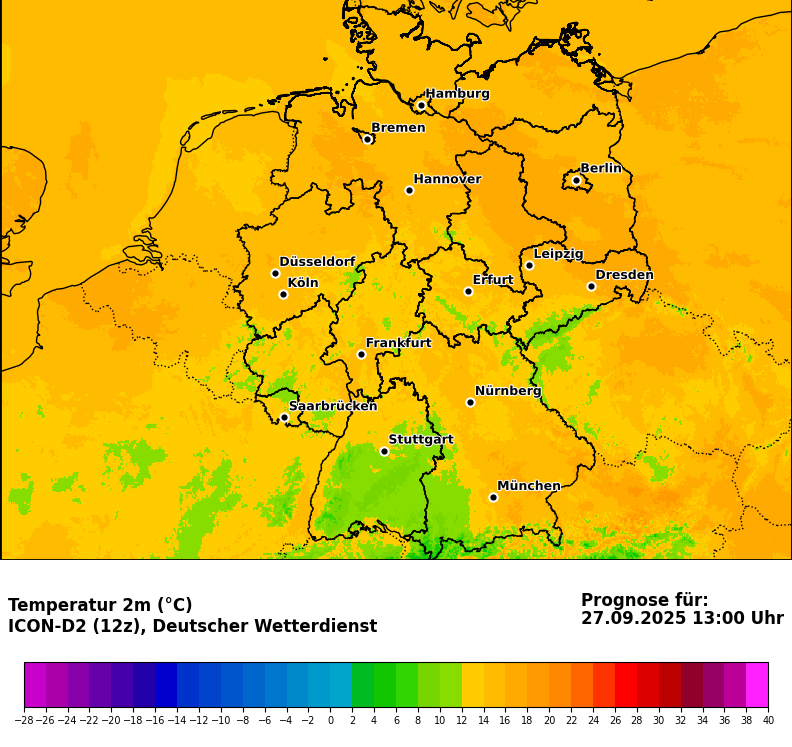 Hamburg
Bremen
Berlin
Hannover
Leipzig
Düsseldorf
Dresden
Köln
Erfurt
Frankfurt
Nürnberg
Saarbrücken
Stuttgart
München
Temperatur 2m (°C)
ICON-D2 (12z), Deutscher Wetterdienst
Prognose für:
27.09.2025 13:00 Uhr
−28 −26 −24 −22 −20 −18 −16 −14 −12 −10 −8 −6 −4 −2 0 2 4 6 8 10 12 14 16 18 20 22 24 26 28 30 32 34 36 38 40